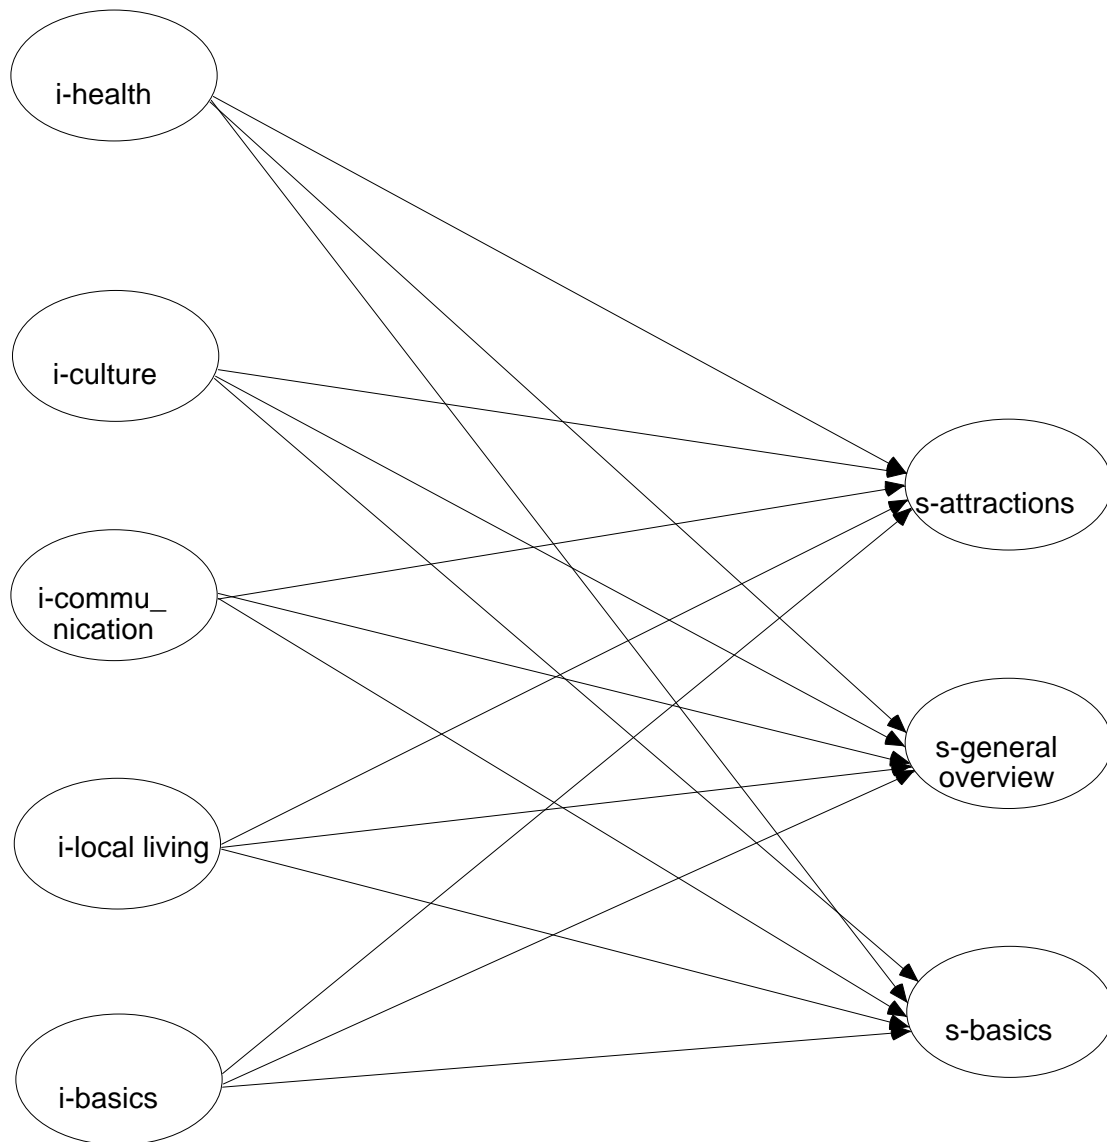 i-health
i-culture
i-commu_
nication
i-local living
i-basics
s-attractions
s-general
overview
s-basics